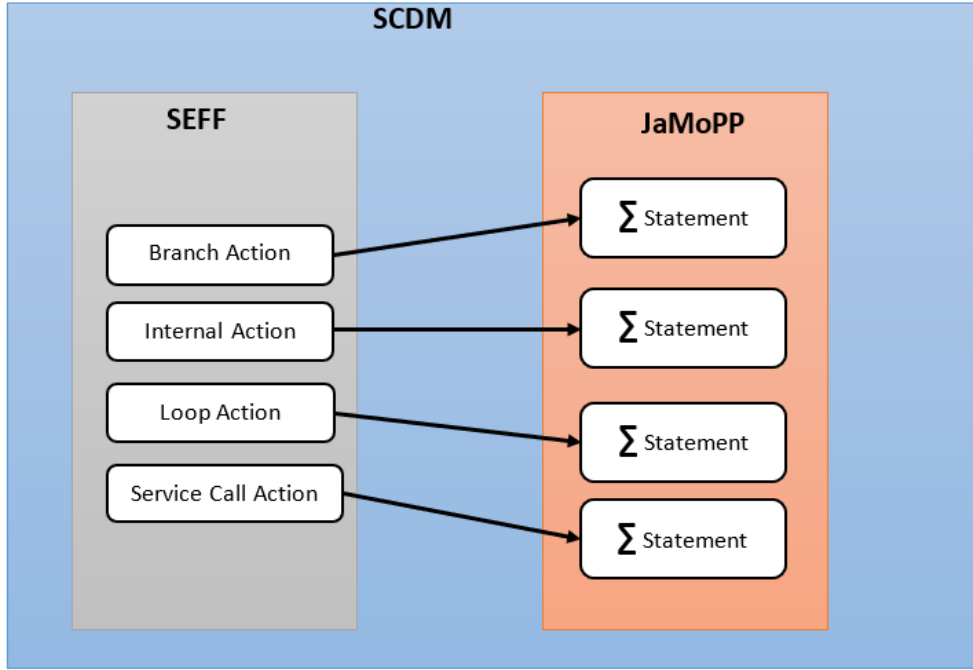 SCDM
SEFF
Branch Action
Internal Action
Loop Action
Service Call Action
JaMoPP
Σ Statement
Σ Statement
Σ Statement
Σ Statement